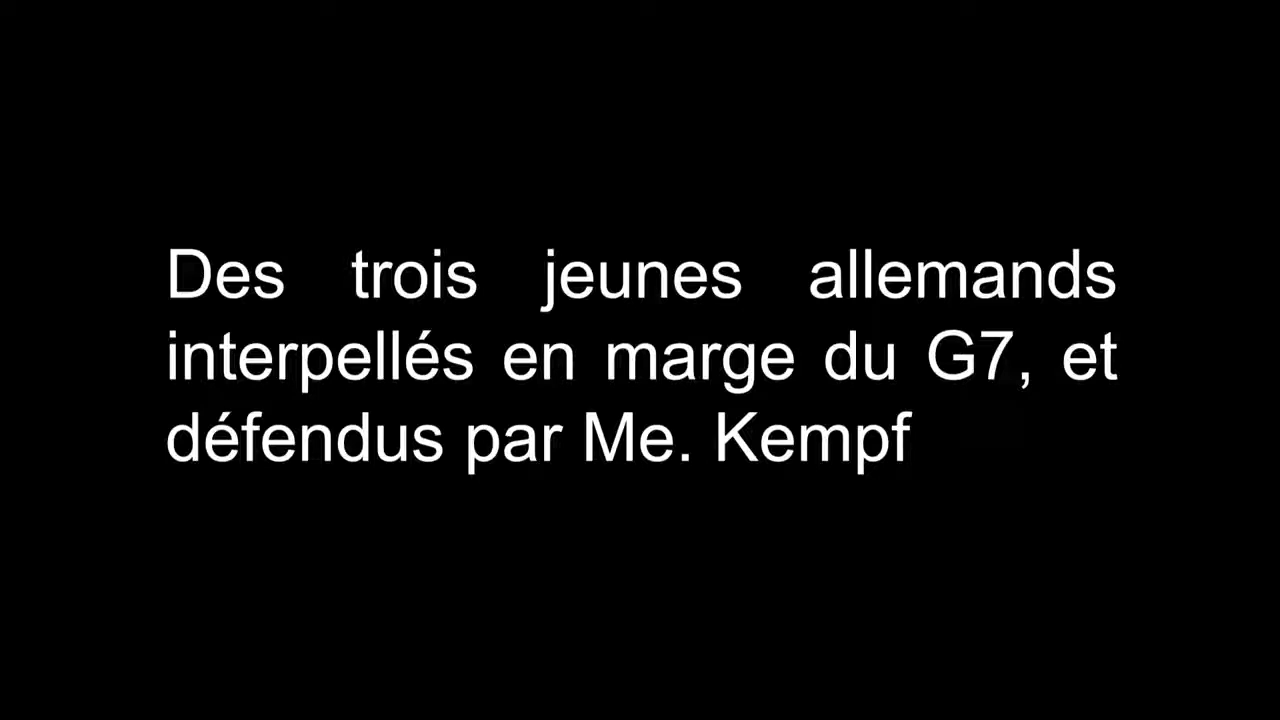 Des trois jeunes allemands
interpellés en marge du G7, et
défendus par Me. Kempf